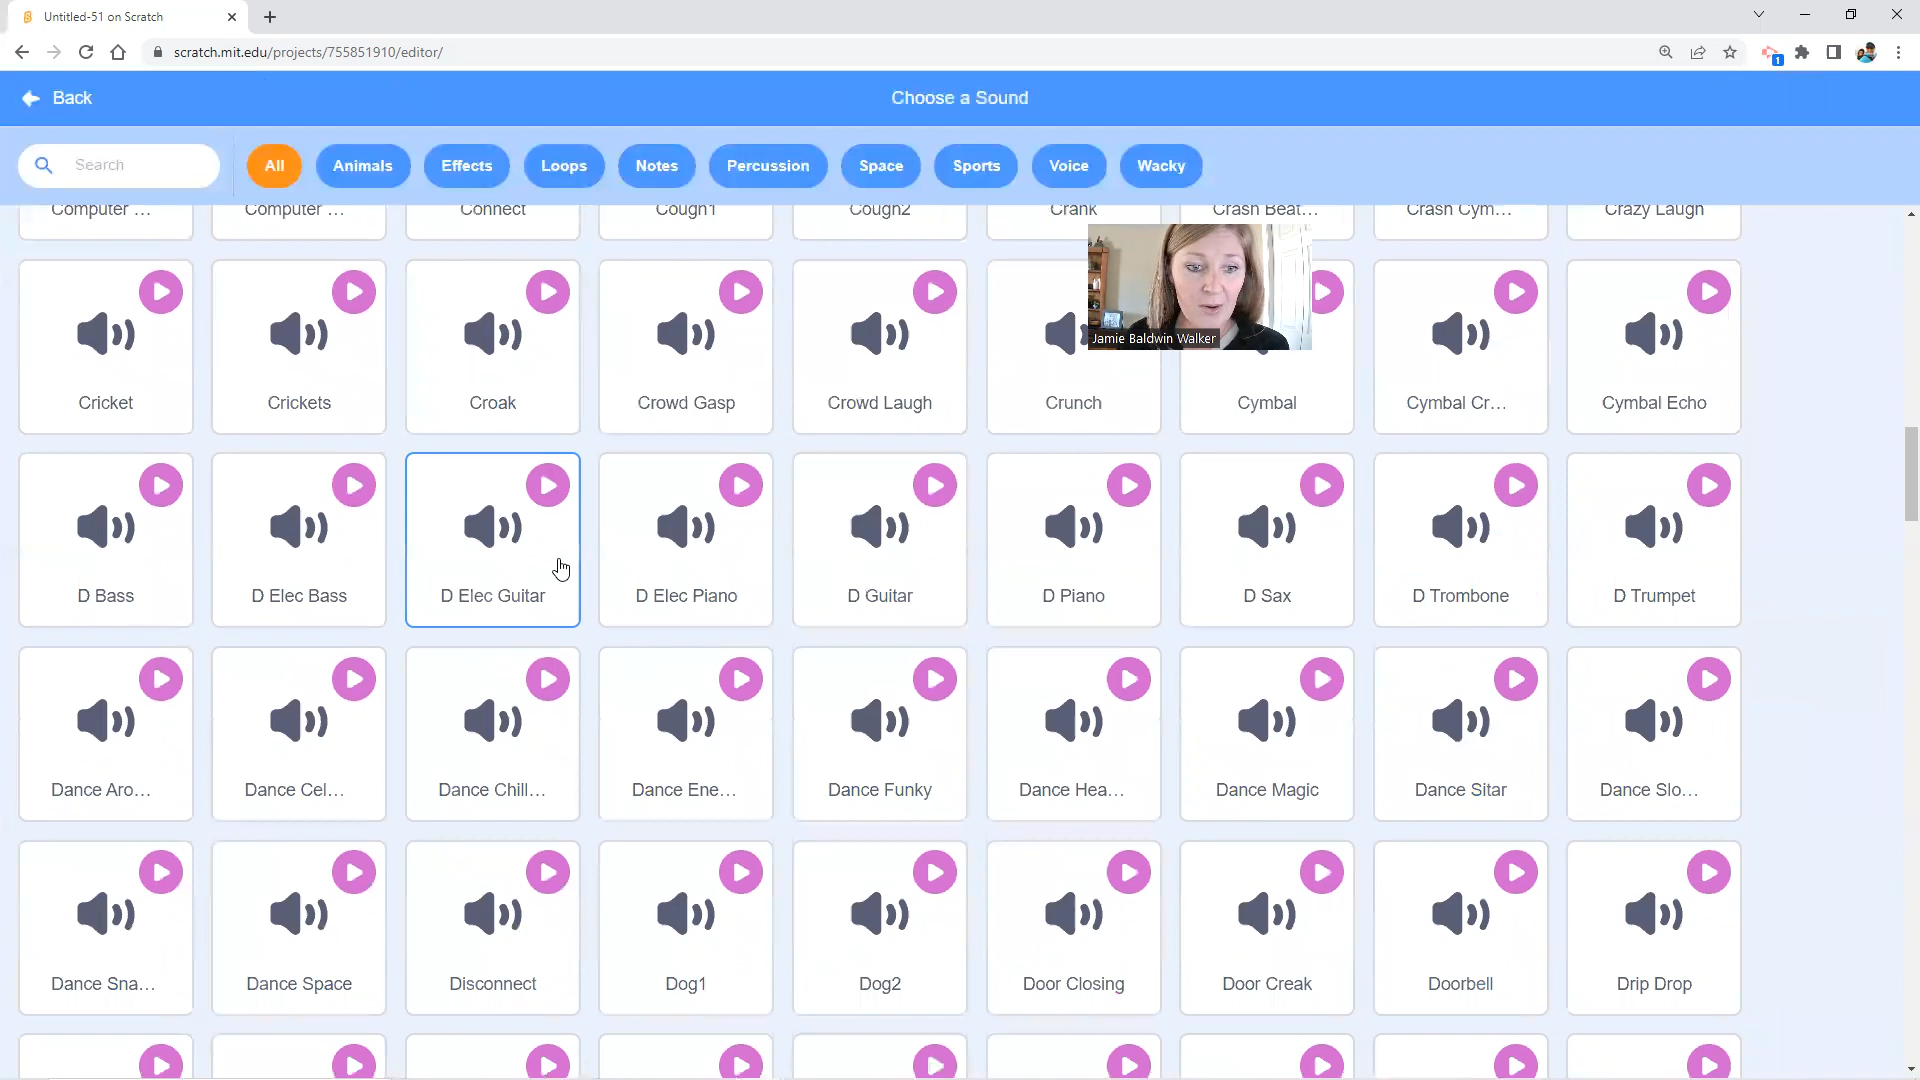 Untitled-51 on Scratch
scratch.mit.edu/projects/755851910/editor/
1
Back
Choose a Sound
Search
All
Animals
Effects
Loops
Notes
Percussion
Space
Sports
Voice
Wacky
Computer ...
Computer ...
Connect
Cough1
Cough2
Crank
Crash Beat...
Crash Cym...
Crazy Laugh
Jamie Baldwin Walker
Cricket
Crickets
Croak
Crowd Gasp
Crowd Laugh
Crunch
Cymbal
Cymbal Cr...
Cymbal Echo
D Bass
D Elec Bass
D Elec Guitar
D Elec Piano
D Guitar
D Piano
D Sax
D Trombone
D Trumpet
Dance Aro...
Dance Cel...
Dance Chill...
Dance Ene...
Dance Funky
Dance Hea...
Dance Magic
Dance Sitar
Dance Slo...
Dance Sna...
Dance Space
Disconnect
Dog1
Dog2
Door Closing
Door Creak
Doorbell
Drip Drop